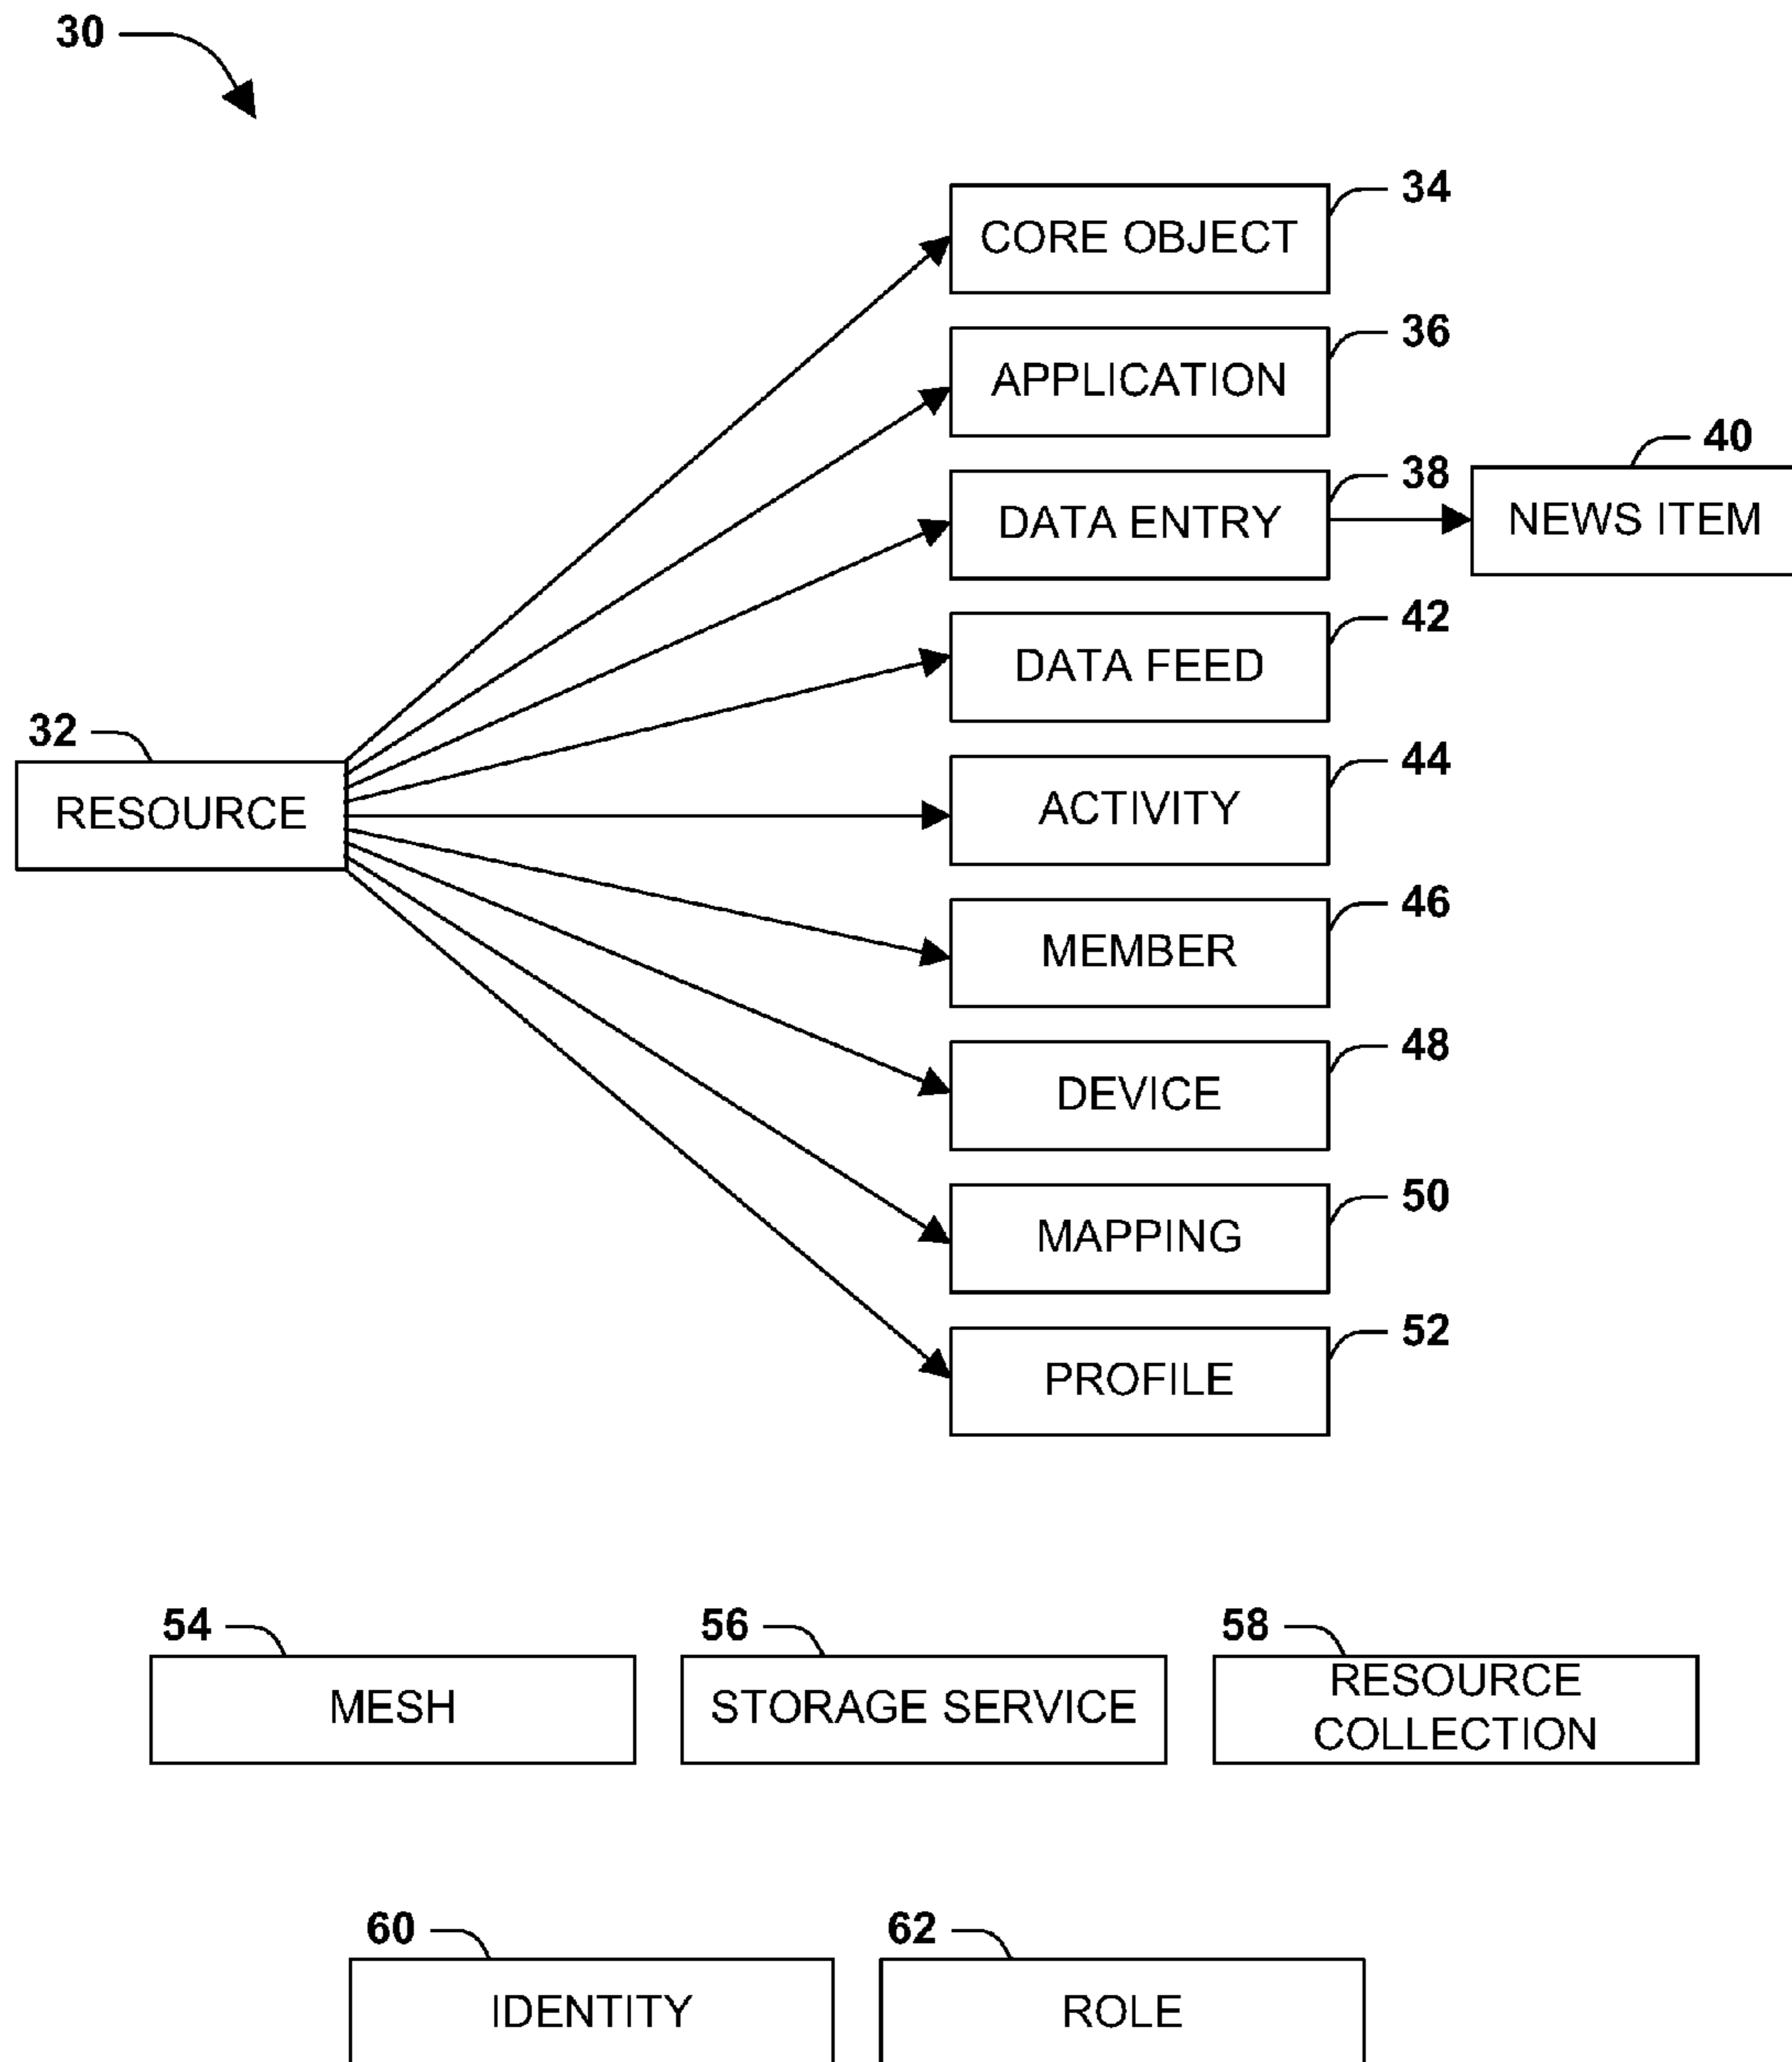 30
34
CORE OBJECT
36
APPLICATION
40
38
DATA ENTRY
NEWS ITEM
42
DATA FEED
32
44
RESOURCE
ACTIVITY
46
MEMBER
48
DEVICE
50
MAPPING
52
PROFILE
54
56
58
MESH
STORAGE SERVICE
RESOURCE
COLLECTION
60
62
IDENTITY
ROLE